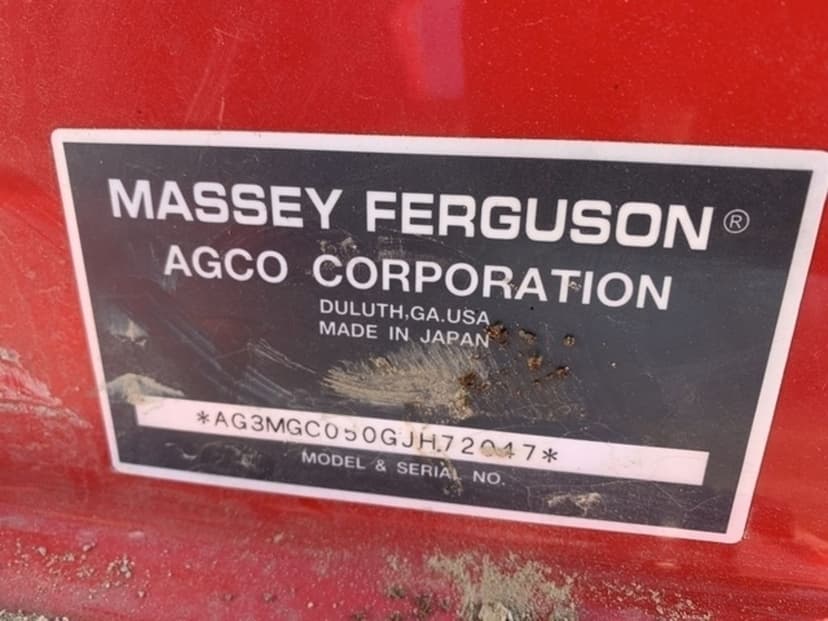 MASSEY FERGUSON®
AGCO CORPORATION
DULUTH,GA.USA
MADE IN JAPAN
*AG3MGC050GJH72047*
MODEL & SERIAL NO.